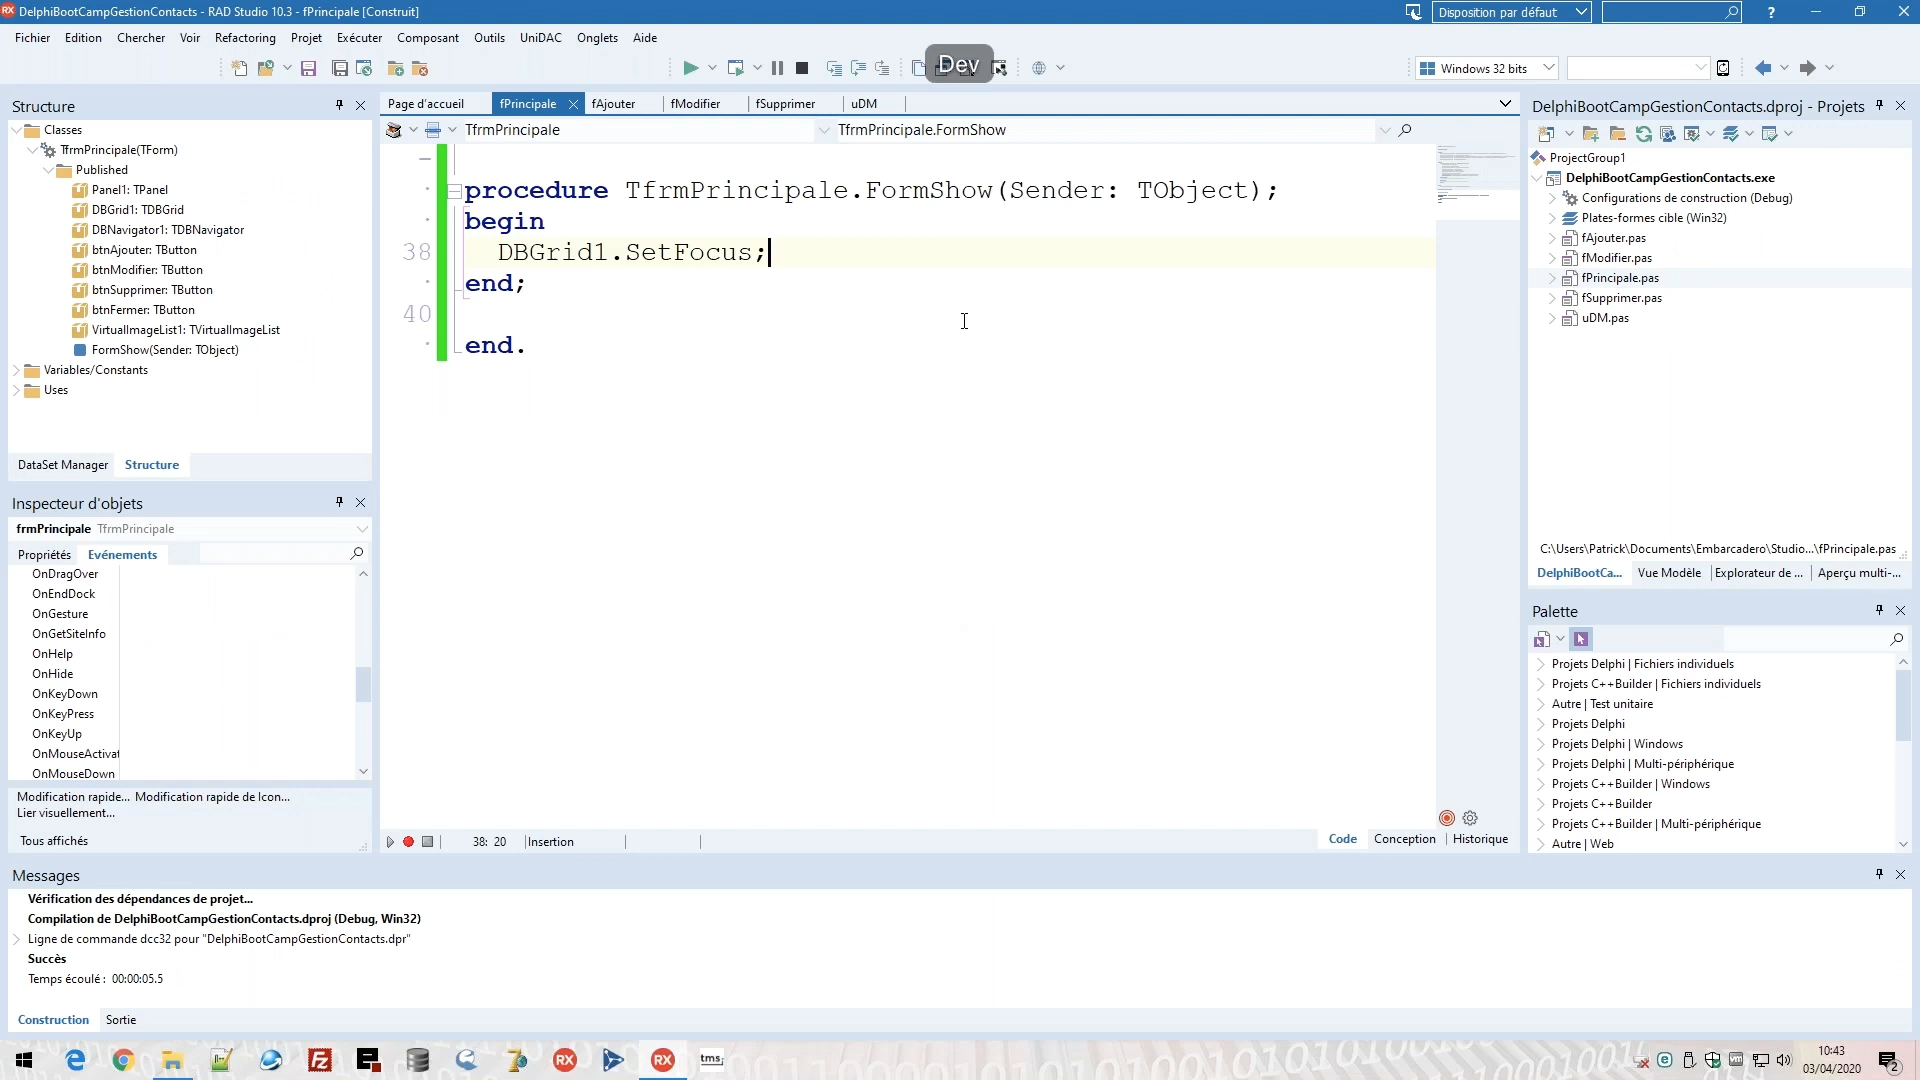 DelphiBootCampGestionContacts - RAD Studio 10.3 - fPrincipale [Construit]
Disposition par défaut
Fichier Edition Chercher Voir Refactoring Projet Exécuter Composant Outils UniDAC Onglets Aide
Dev
Windows 32 bits
Structure
Classes
TfrmPrincipale(TForm)
Published
Panel1: TPanel
DBGrid1: TDBGrid
DBNavigator1: TDBNavigator
btnAjouter: TButton
btnModifier: TButton
btnSupprimer: TButton
btnFermer: TButton
VirtualImageList1: TVirtualImageList
FormShow(Sender: TObject)
Variables/Constants
Uses
DataSet Manager Structure
Inspecteur d'objets
frmPrincipale TfrmPrincipale
Propriétés Evénements
OnDragOver
OnEndDock
OnGesture
OnGetSiteInfo
OnHelp
OnHide
OnKeyDown
OnKeyPress
OnKeyUp
OnMouseActivat
OnMouseDown
Modification rapide... Modification rapide de Icon...
Lier visuellement...
Tous affichés
Page d'accueil fPrincipale fAjouter fModifier fSupprimer uDM
TfrmPrincipale TfrmPrincipale.FormShow
procedure TfrmPrincipale.FormShow(Sender: TObject);
begin
38 DBGrid1.SetFocus;
end;
40
end.
38: 20 Insertion
Code Conception Historique
DelphiBootCampGestionContacts.dproj - Projets
ProjectGroup1
DelphiBootCampGestionContacts.exe
Configurations de construction (Debug)
Plates-formes cible (Win32)
fAjouter.pas
fModifier.pas
fPrincipale.pas
fSupprimer.pas
uDM.pas
C:\Users\Patrick\Documents\Embarcadero\Studio...\fPrincipale.pas
DelphiBootCa... Vue Modèle Explorateur de ... Aperçu multi-...
Palette
Projets Delphi | Fichiers individuels
Projets C++Builder | Fichiers individuels
Autre | Test unitaire
Projets Delphi
Projets Delphi | Windows
Projets Delphi | Multi-périphérique
Projets C++Builder | Windows
Projets C++Builder
Projets C++Builder | Multi-périphérique
Autre | Web
Messages
Vérification des dépendances de projet...
Compilation de DelphiBootCampGestionContacts.dproj (Debug, Win32)
Ligne de commande dcc32 pour "DelphiBootCampGestionContacts.dpr"
Succès
Temps écoulé : 00:00:05.5
Construction Sortie
RX
RX
tms
10:43
03/04/2020
2